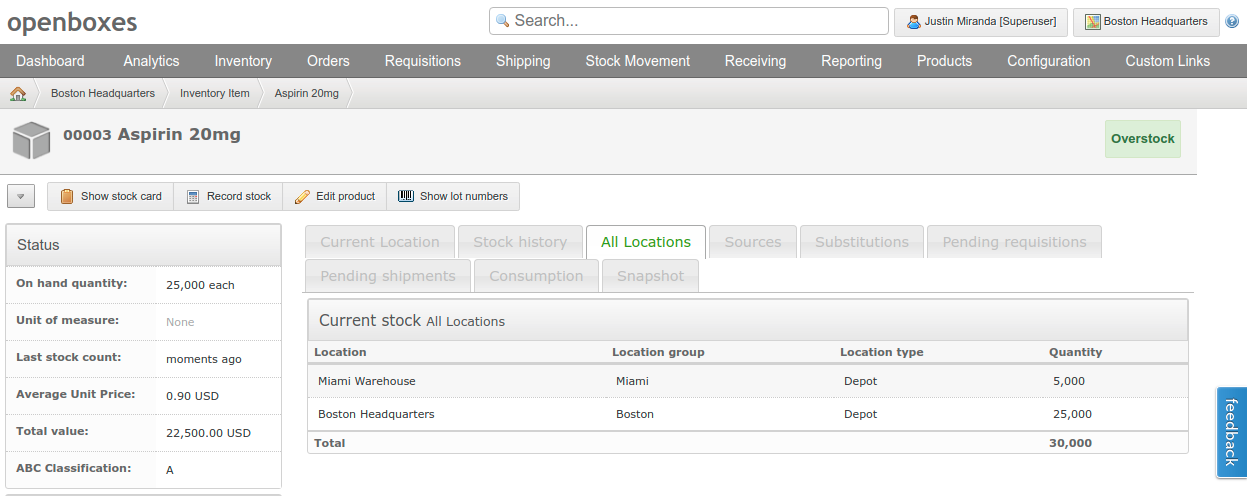 openboxes
Search...
Justin Miranda [Superuser]
Boston Headquarters
Dashboard Analytics Inventory Orders Requisitions Shipping Stock Movement Receiving Reporting Products Configuration Custom Links
Boston Headquarters Inventory Item Aspirin 20mg
00003 Aspirin 20mg
Overstock
Show stock card Record stock Edit product Show lot numbers
Status
On hand quantity: 25,000 each
Unit of measure: None
Last stock count: moments ago
Average Unit Price: 0.90 USD
Total value: 22,500.00 USD
ABC Classification: A
Current Location Stock history All Locations Sources Substitutions Pending requisitions
Pending shipments Consumption Snapshot
Current stock All Locations
Location Location group Location type Quantity
Miami Warehouse Miami Depot 5,000
Boston Headquarters Boston Depot 25,000
Total 30,000
feedback